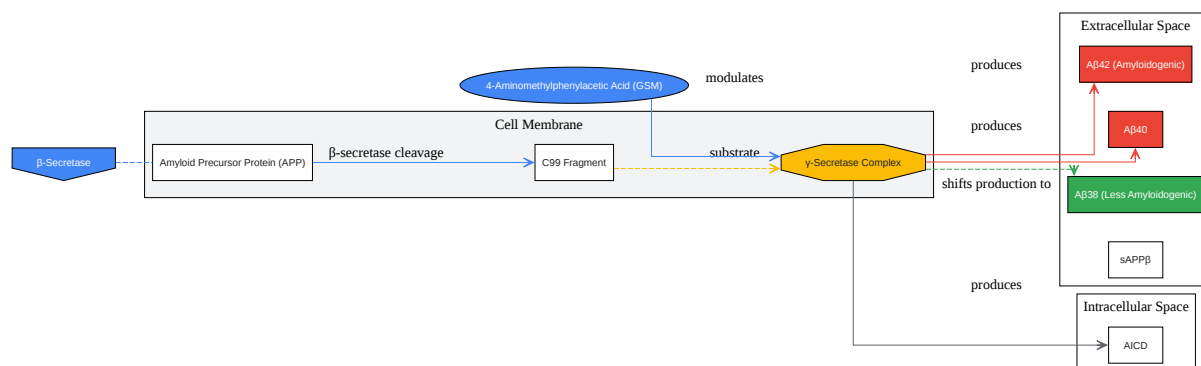 Extracellular Space
produces
Aβ42 (Amyloidogenic)
4-Aminomethylphenylacetic Acid (GSM)
modulates
Cell Membrane
produces
Aβ40
β-Secretase
Amyloid Precursor Protein (APP)
β-secretase cleavage
C99 Fragment
substrate
γ-Secretase Complex
shifts production to
Aβ38 (Less Amyloidogenic)
sAPPβ
produces
Intracellular Space
AICD